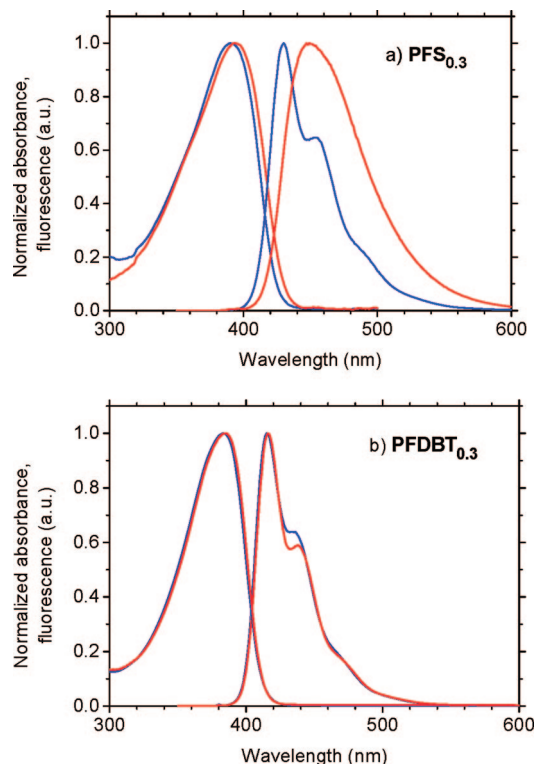 a) PFS0.3
1.0
0.8
0.6
0.4
0.2
0.0
Normalized absorbance,
fluorescence (a.u.)
300 400 500 600
Wavelength (nm)
b) PFDBT0.3
1.0
0.8
0.6
0.4
0.2
0.0
Normalized absorbance,
fluorescence (a.u.)
300 400 500 600
Wavelength (nm)